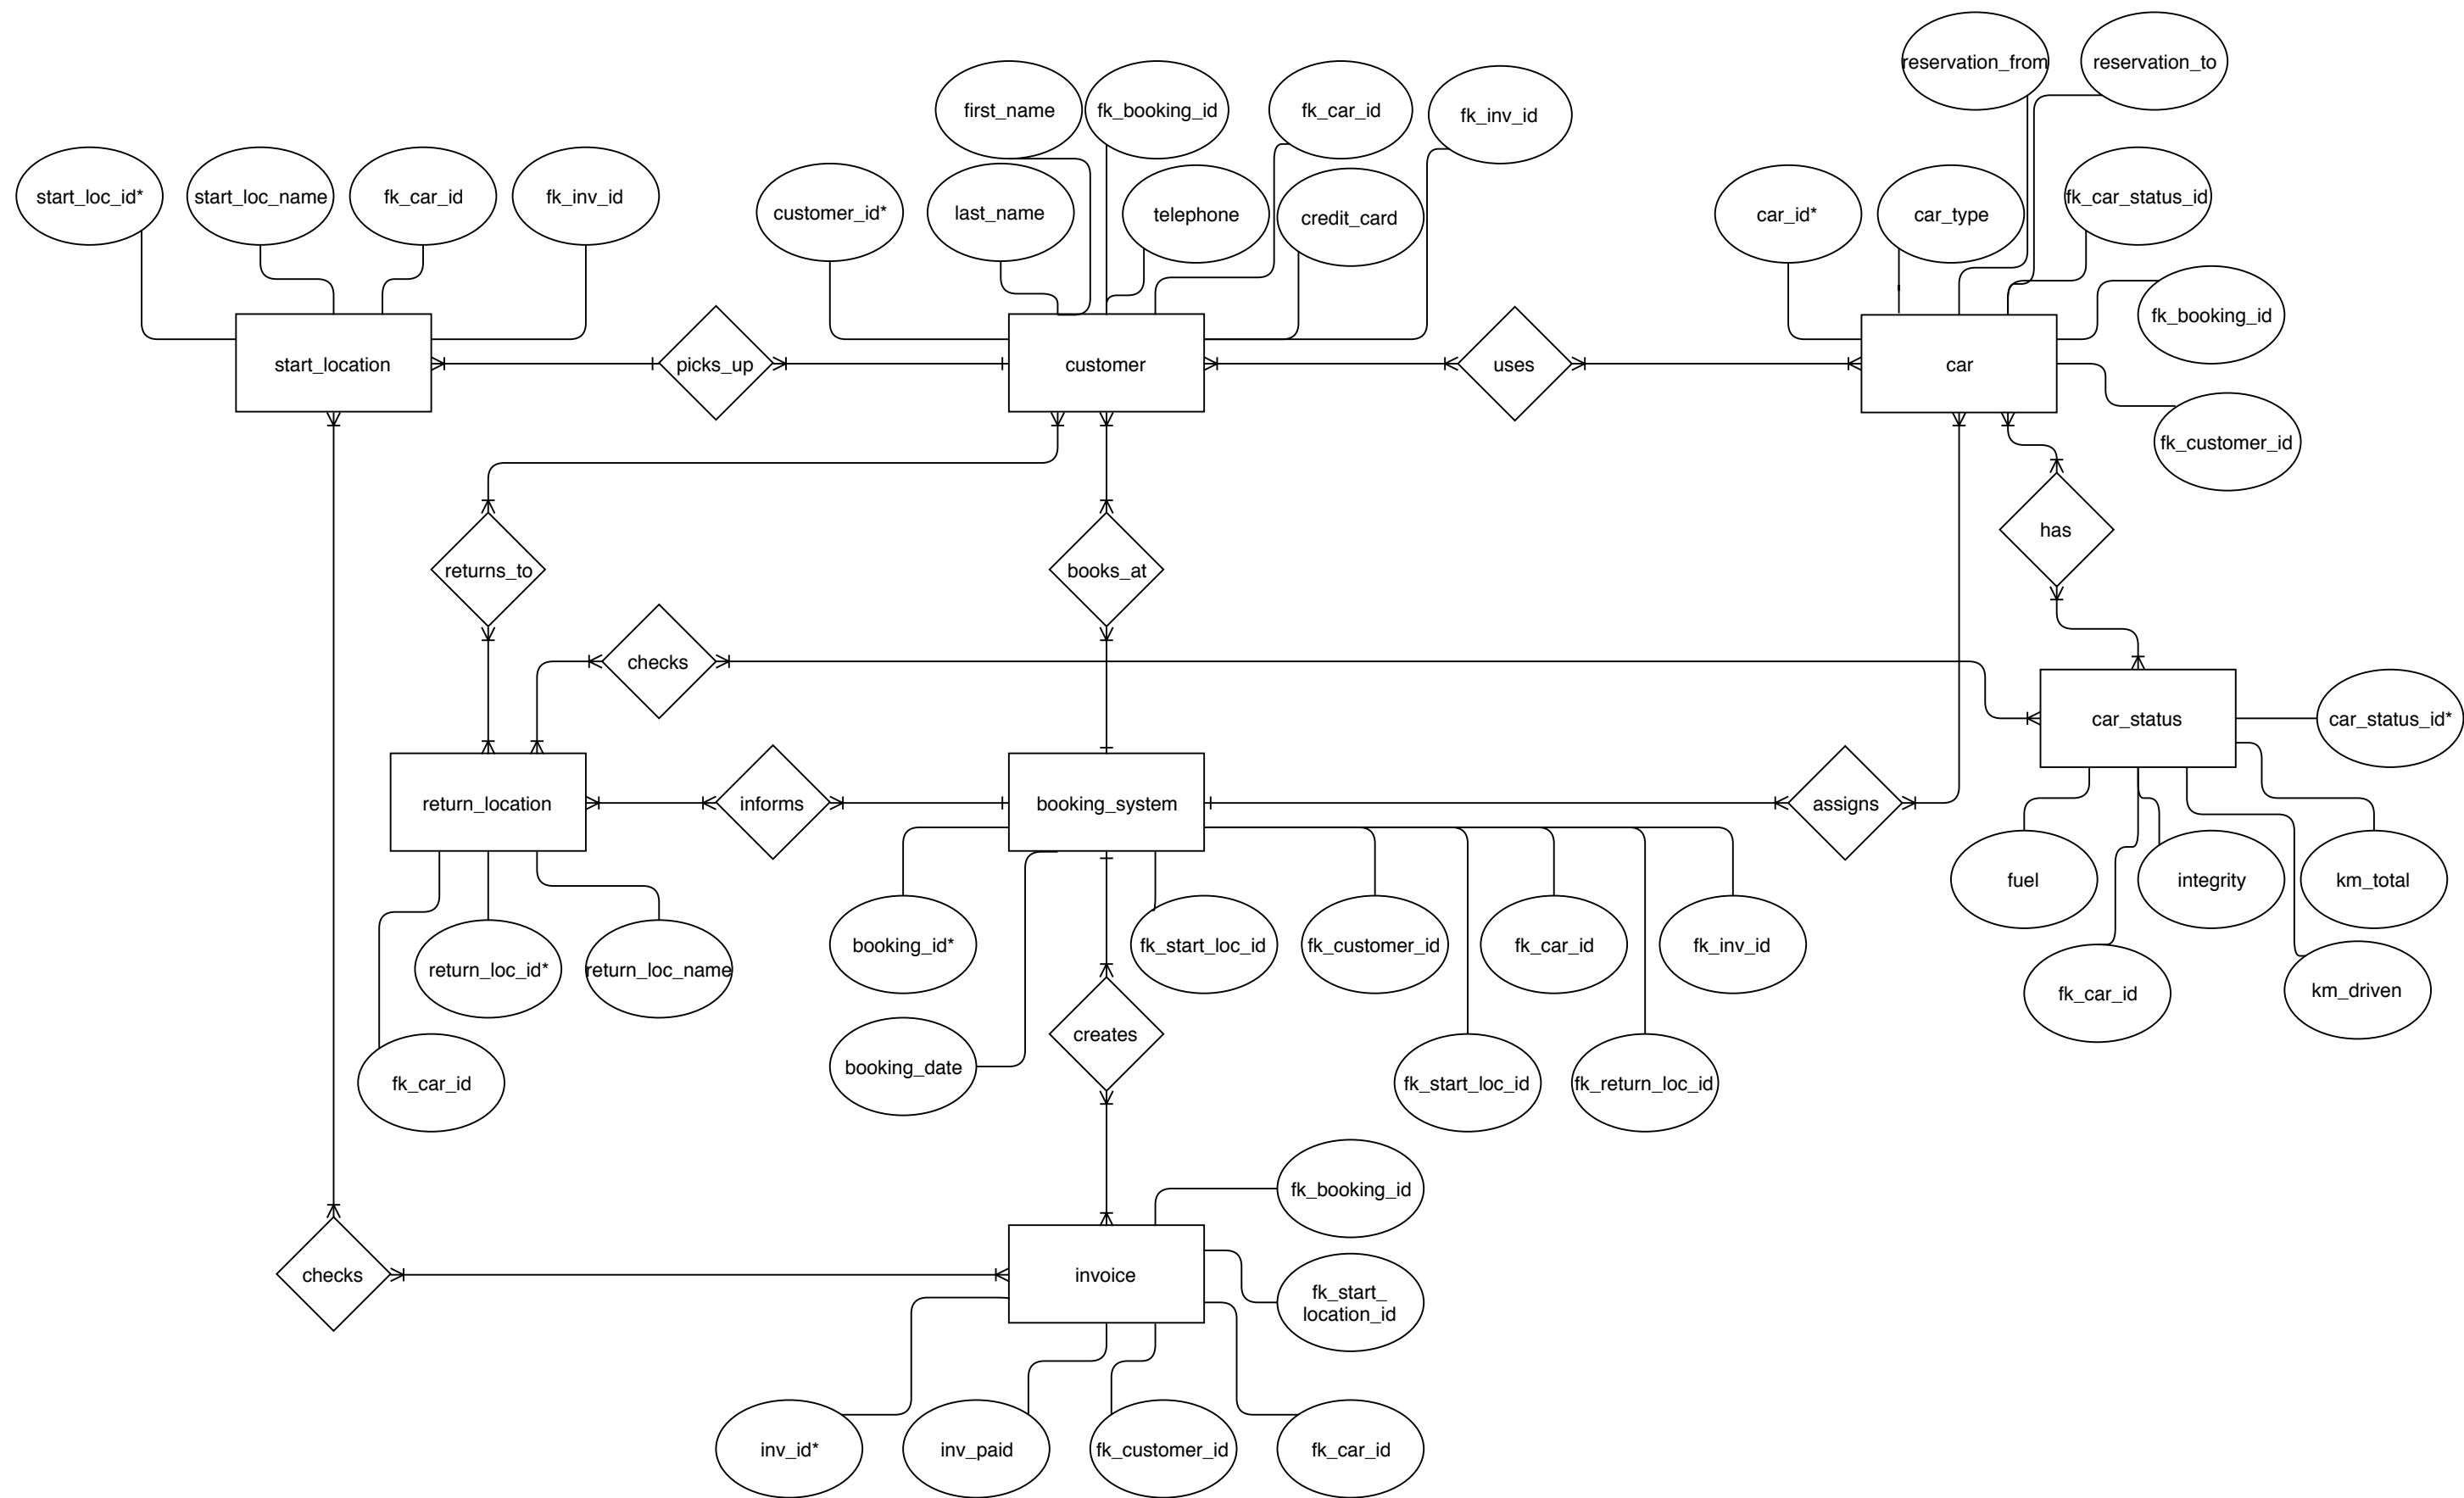 reservation_from
reservation_to
first_name
fk_booking_id
fk_car_id
fk_inv_id
start_loc_id*
start_loc_name
fk_car_id
fk_inv_id
customer_id*
last_name
telephone
credit_card
car_id*
car_type
fk_car_status_id
fk_booking_id
start_location
picks_up
customer
uses
car
fk_customer_id
has
returns_to
books_at
checks
car_status
car_status_id*
return_location
informs
booking_system
assigns
fuel
integrity
km_total
booking_id*
fk_start_loc_id
fk_customer_id
fk_car_id
fk_inv_id
return_loc_id*
return_loc_name
fk_car_id
km_driven
creates
booking_date
fk_car_id
fk_start_loc_id
fk_return_loc_id
fk_booking_id
checks
invoice
fk_start_
location_id
inv_id*
inv_paid
fk_customer_id
fk_car_id